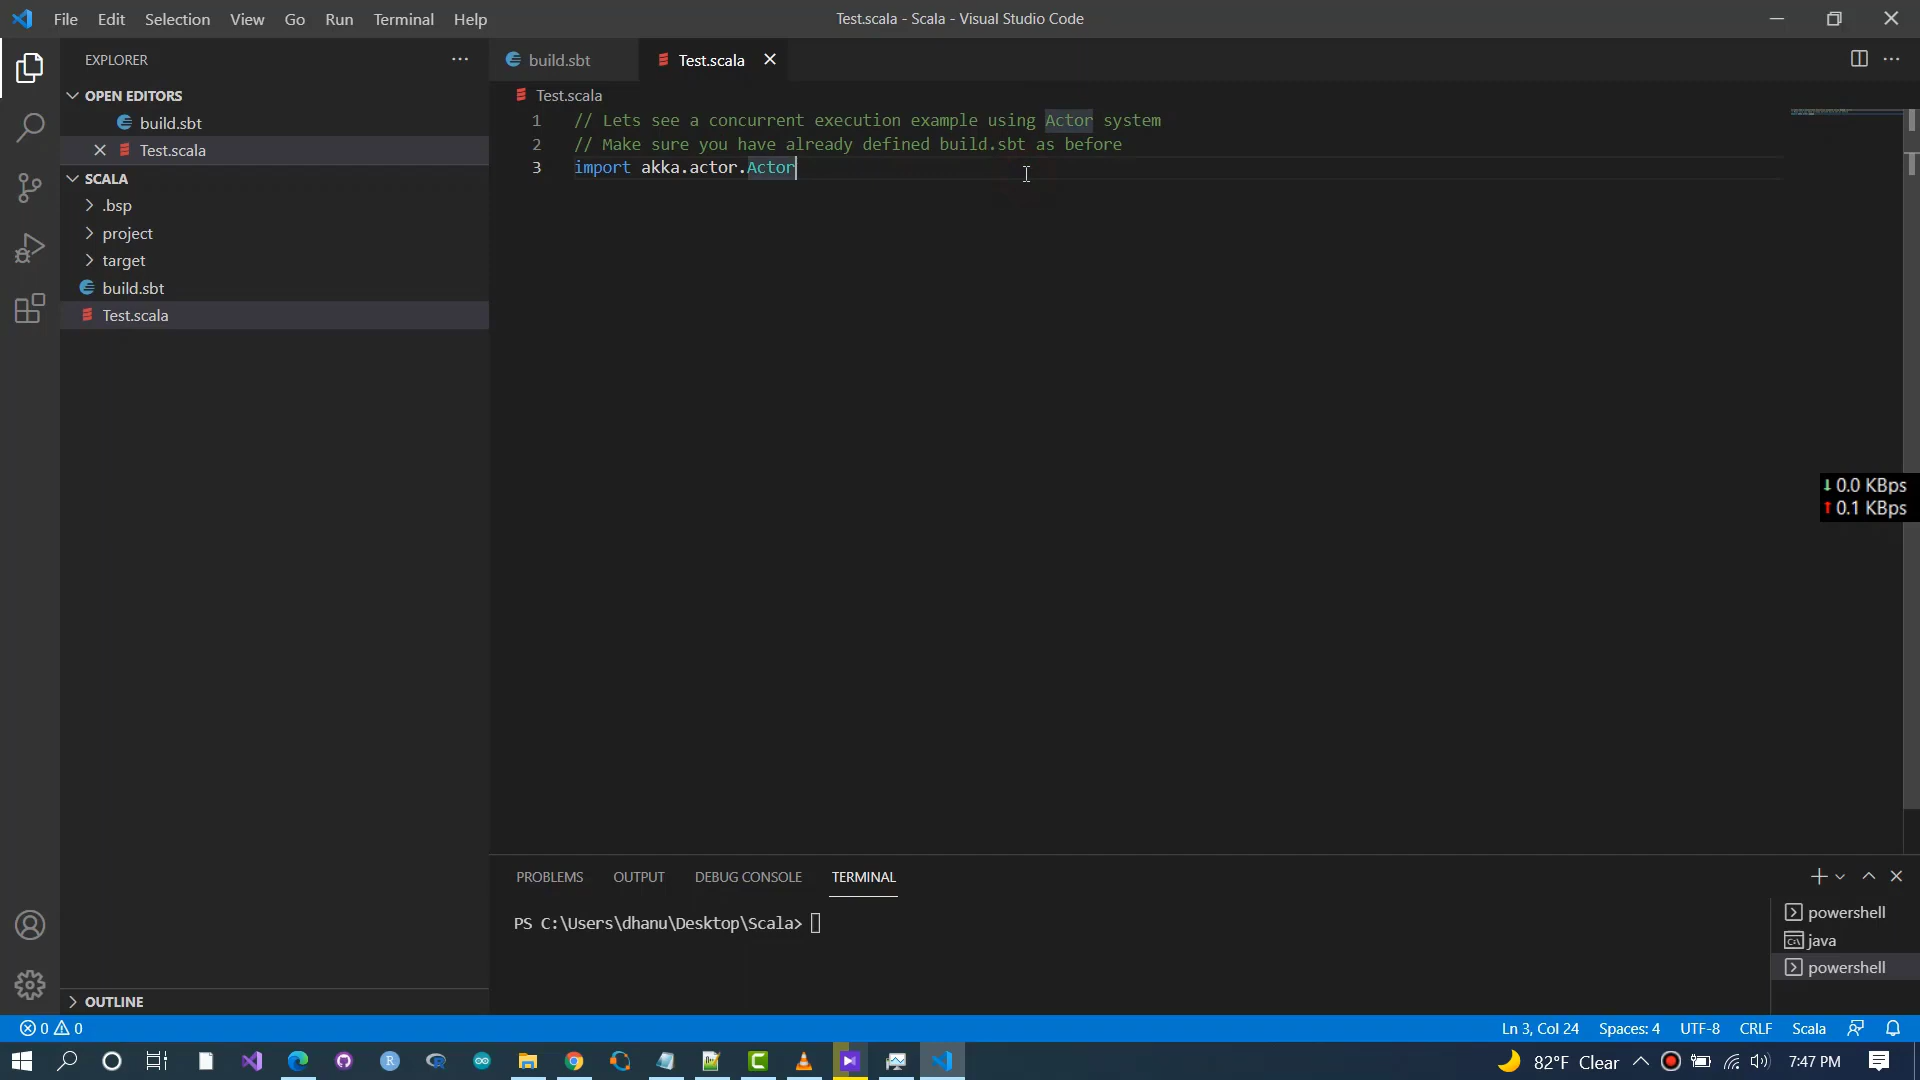 File Edit Selection View Go Run Terminal Help
Test.scala - Scala - Visual Studio Code
EXPLORER
OPEN EDITORS
build.sbt
Test.scala
SCALA
.bsp
project
target
build.sbt
Test.scala
OUTLINE
build.sbt
Test.scala
Test.scala
1 // Lets see a concurrent execution example using Actor system
2 // Make sure you have already defined build.sbt as before
3 import akka.actor.Actor
0.0 KBps
0.1 KBps
PROBLEMS OUTPUT DEBUG CONSOLE TERMINAL
PS C:\Users\dhanu\Desktop\Scala>
powershell
java
powershell
0 0
Ln 3, Col 24 Spaces: 4 UTF-8 CRLF Scala
82°F Clear
7:47 PM